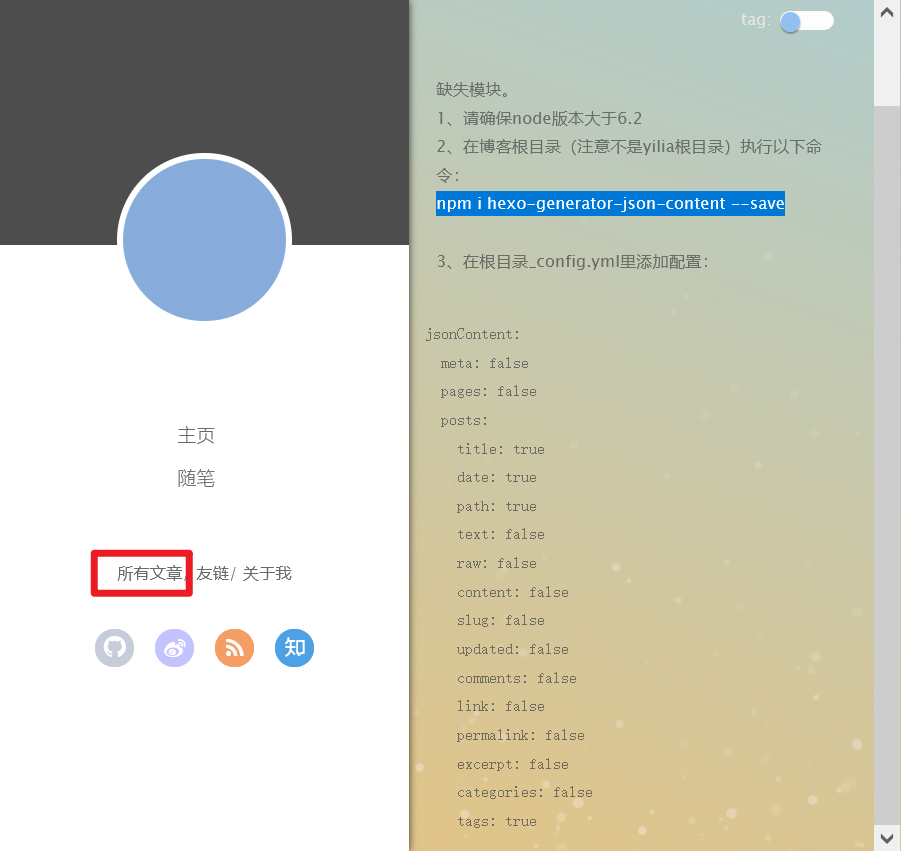 tag:
缺失模块。
1、请确保node版本大于6.2
2、在博客根目录（注意不是yilia根目录）执行以下命
令：
npm i hexo-generator-json-content --save
3、在根目录_config.yml里添加配置：
jsonContent:
meta: false
pages: false
posts:
title: true
date: true
path: true
text: false
raw: false
content: false
slug: false
updated: false
comments: false
link: false
permalink: false
excerpt: false
categories: false
tags: true
主页
随笔
所有文章/ 友链/ 关于我
知